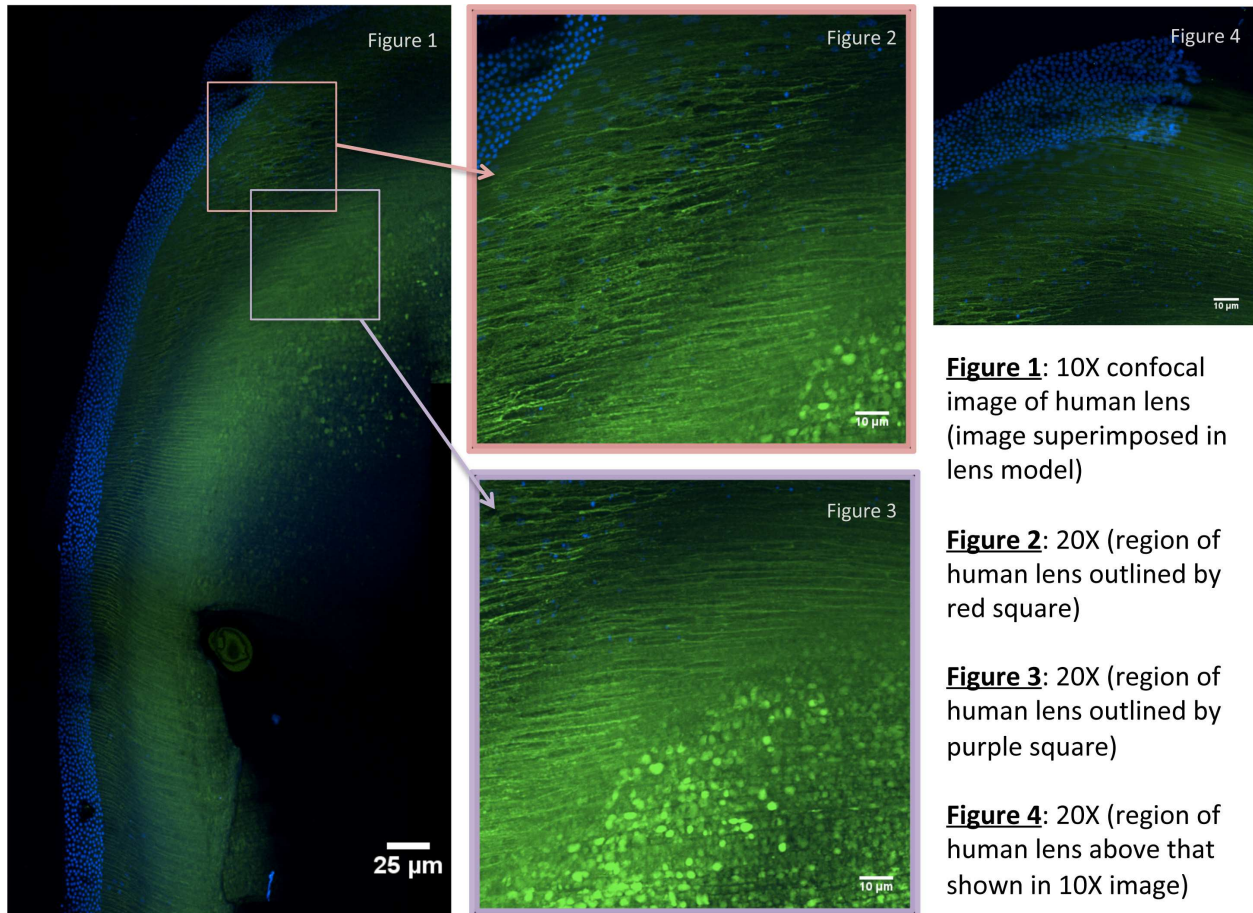 Figure 1
25 μm
Figure 2
10 μm
Figure 3
10 μm
Figure 4
10 μm
Figure 1: 10X confocal
image of human lens
(image superimposed in
lens model)
Figure 2: 20X (region of
human lens outlined by
red square)
Figure 3: 20X (region of
human lens outlined by
purple square)
Figure 4: 20X (region of
human lens above that
shown in 10X image)